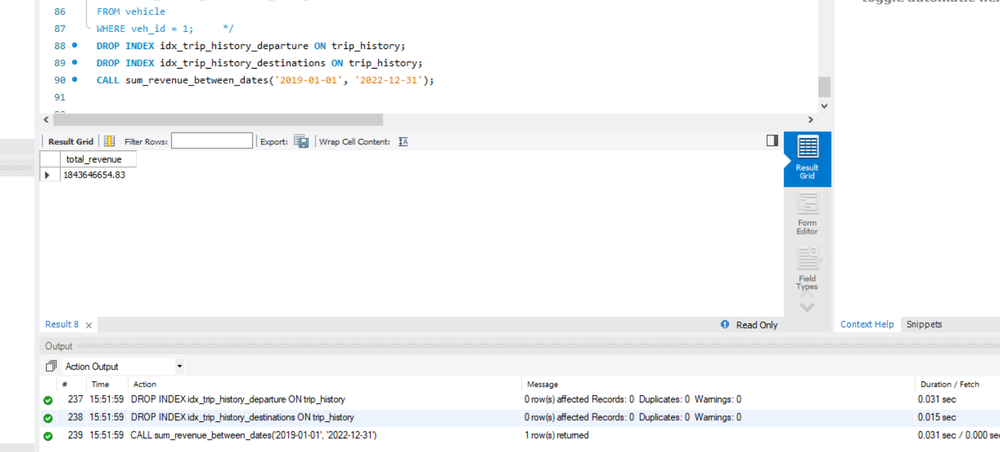 86 FROM vehicle
87 WHERE veh_id = 1; */
88 DROP INDEX idx_trip_history_departure ON trip_history;
89 DROP INDEX idx_trip_history_destinations ON trip_history;
90 CALL sum_revenue_between_dates('2019-01-01', '2022-12-31');
91
Result Grid Filter Rows: Export: Wrap Cell Content: IA
total_revenue
1843646654.83
Result
Grid
Form
Editor
Field
Types
Result 8 Read Only
Context Help Snippets
Output
Action Output
# Time Action Message Duration / Fetch
237 15:51:59 DROP INDEX idx_trip_history_departure ON trip_history 0 row(s) affected Records: 0 Duplicates: 0 Warnings: 0 0.031 sec
238 15:51:59 DROP INDEX idx_trip_history_destinations ON trip_history 0 row(s) affected Records: 0 Duplicates: 0 Warnings: 0 0.015 sec
239 15:51:59 CALL sum_revenue_between_dates('2019-01-01', '2022-12-31') 1 row(s) returned 0.031 sec / 0.000 sec